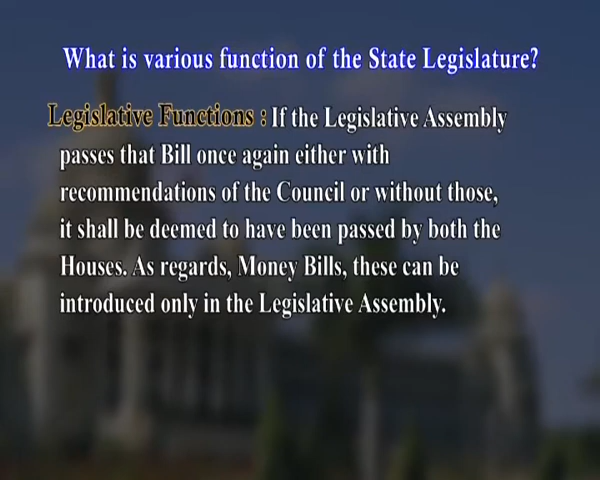 What is various function of the State Legislature?
Legislative Functions : If the Legislative Assembly
passes that Bill once again either with
recommendations of the Council or without those,
it shall be deemed to have been passed by both the
Houses. As regards, Money Bills, these can be
introduced only in the Legislative Assembly.